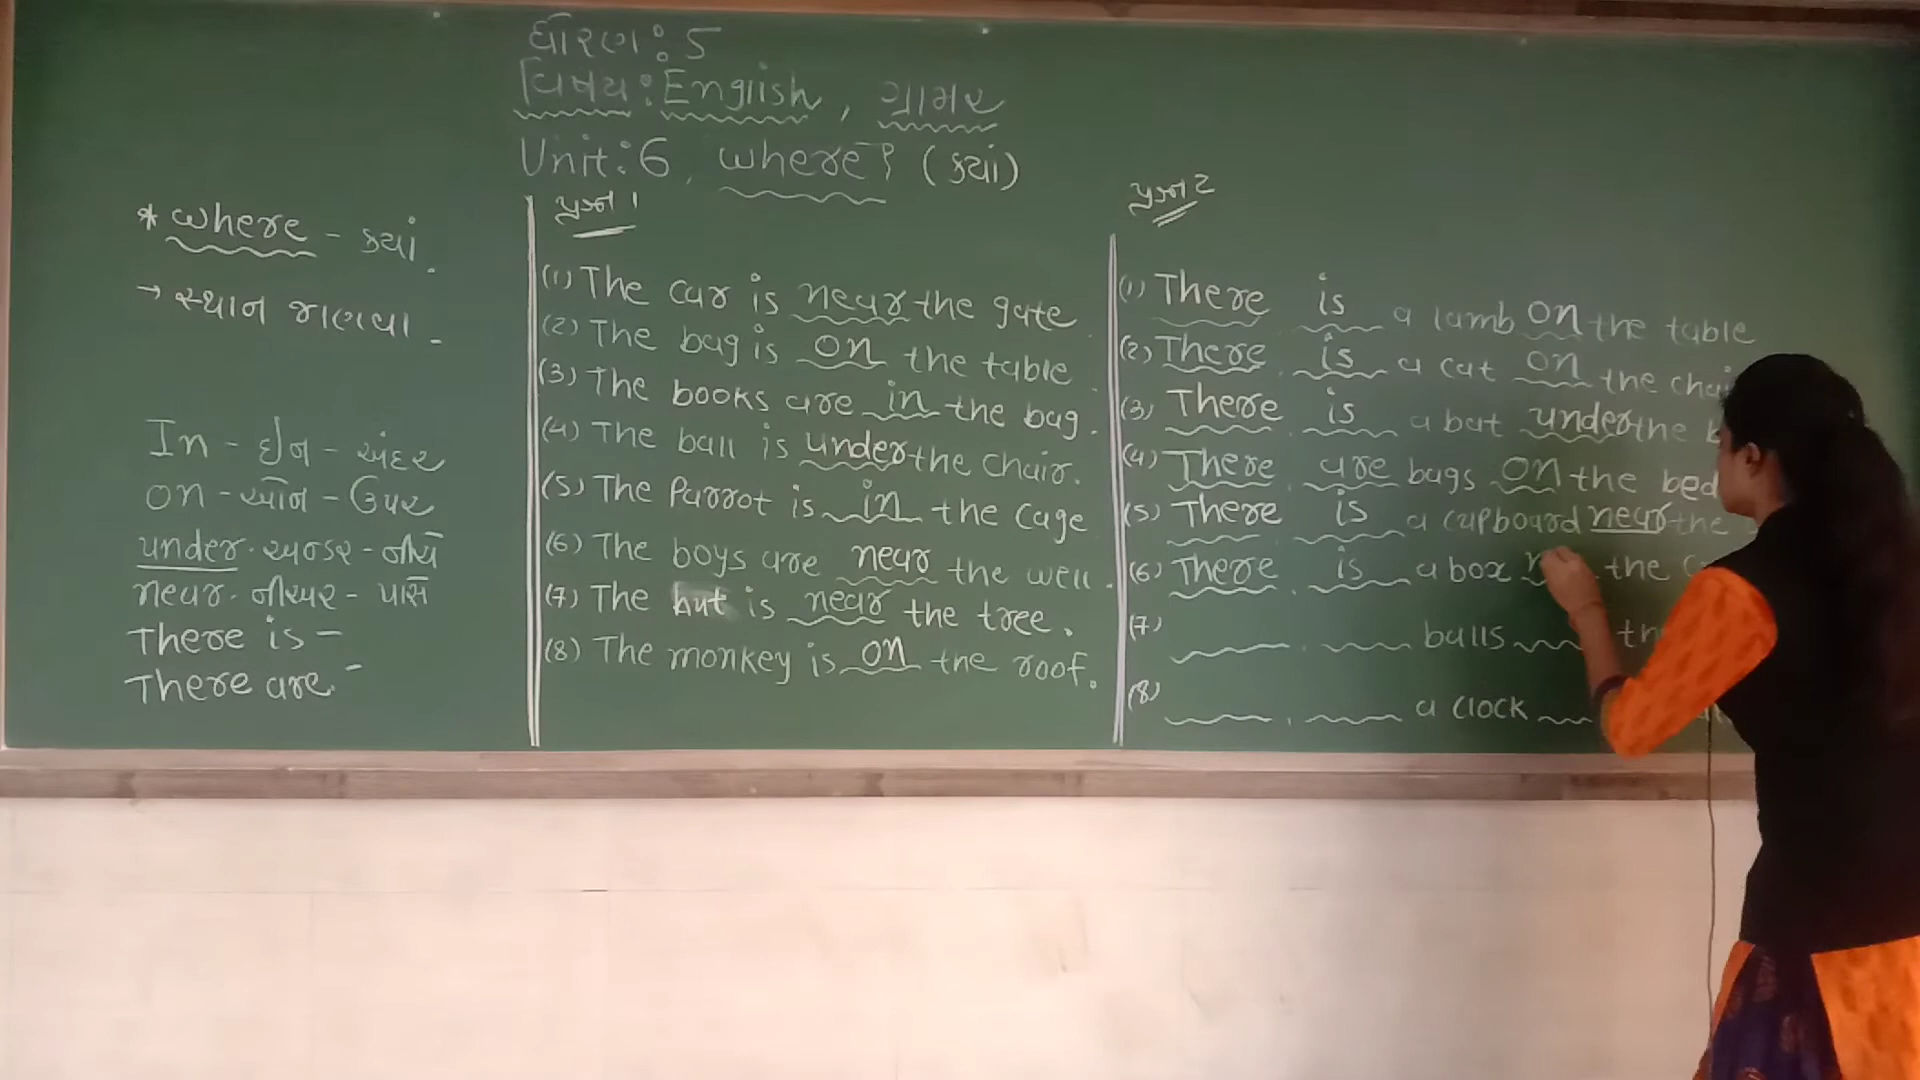 ધોરણ: 5
વિષય: English, ગ્રામર
Unit: 6, where? (ક્યાં)
* where - ક્યાં.
→ સ્થાન જાણવા.
In - ઈન - અંદર
on - ઓન - ઉપર
under - અન્ડર - નીચે
near - નીયર - પાસે
There is -
There are -
પ્રશ્ન 1
(1) The car is near the gate
(2) The bag is on the table.
(3) The books are in the bag.
(4) The ball is under the chair.
(5) The Parrot is in the cage
(6) The boys are near the well.
(7) The hut is near the tree.
(8) The monkey is on the roof.
પ્રશ્ન 2
(1) There is a lamb on the table
(2) There is a cat on the chai
(3) There is a bat under the b
(4) There are bags on the bed
(5) There is a cupboard near the
(6) There is a box n the
(7) balls
(8) a clock